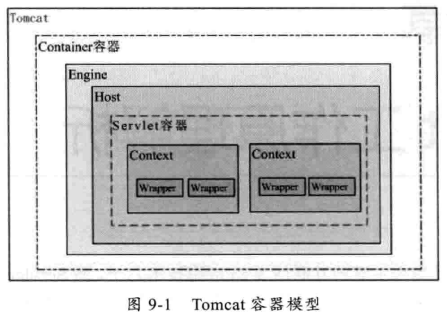 Tomcat
Container容器
Engine
Host
Servlet容器
Context
Context
Wrapper
Wrapper
Wrapper
Wrapper
图 9-1 Tomcat 容器模型